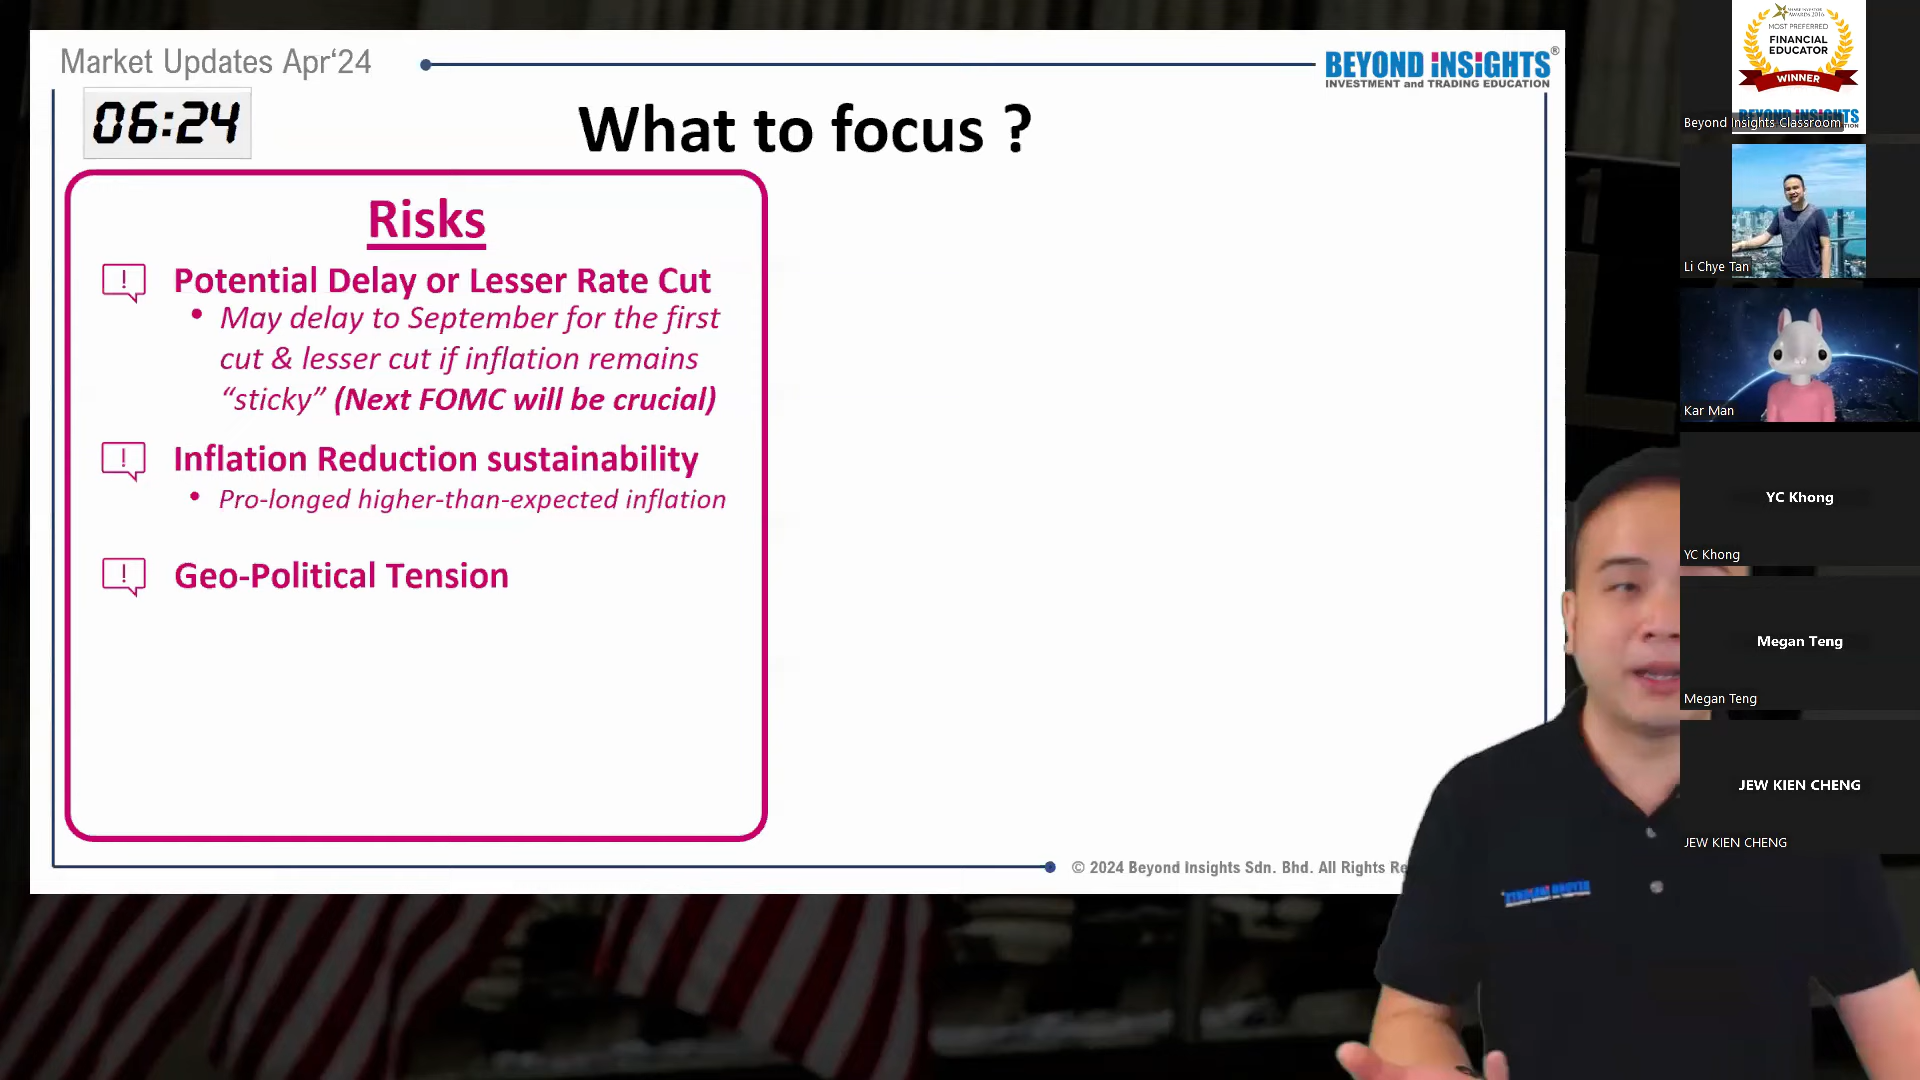 Market Updates Apr‘24
BEYOND iNSiGHTS®
INVESTMENT and TRADING EDUCATION
06:24
What to focus ?
Risks
! Potential Delay or Lesser Rate Cut
• May delay to September for the first
cut & lesser cut if inflation remains
“sticky” (Next FOMC will be crucial)
! Inflation Reduction sustainability
• Pro-longed higher-than-expected inflation
! Geo-Political Tension
© 2024 Beyond Insights Sdn. Bhd. All Rights Re
AWARDS 2016
MOST PREFERRED
FINANCIAL
EDUCATOR
WINNER
Beyond Insights Classroom
Li Chye Tan
Kar Man
YC Khong
YC Khong
Megan Teng
Megan Teng
JEW KIEN CHENG
JEW KIEN CHENG